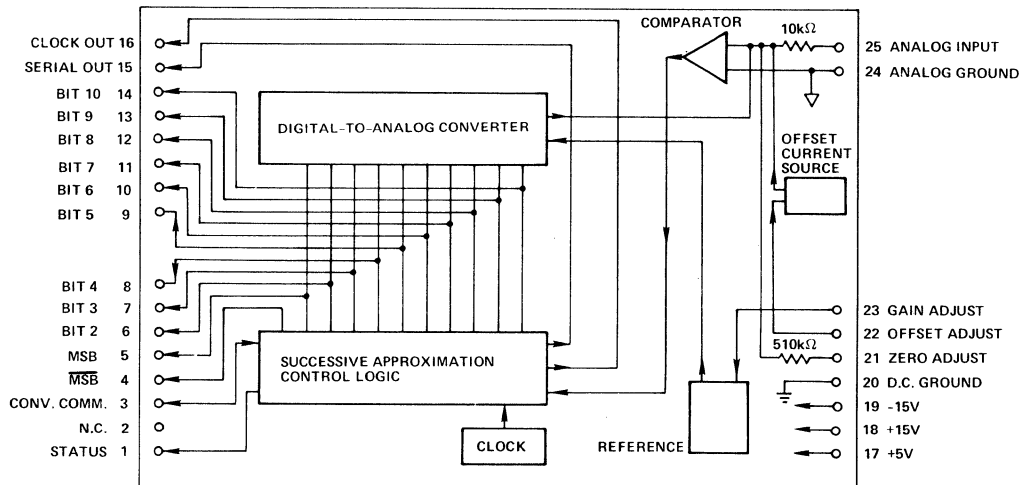 COMPARATOR
CLOCK OUT 16
SERIAL OUT 15
BIT 10 14
BIT 9 13
BIT 8 12
BIT 7 11
BIT 6 10
BIT 5 9
BIT 4 8
BIT 3 7
BIT 2 6
MSB 5
M̅S̅B̅ 4
CONV. COMM. 3
N.C. 2
STATUS 1
DIGITAL-TO-ANALOG CONVERTER
SUCCESSIVE APPROXIMATION
CONTROL LOGIC
CLOCK
REFERENCE
10kΩ
25 ANALOG INPUT
24 ANALOG GROUND
OFFSET
CURRENT
SOURCE
23 GAIN ADJUST
22 OFFSET ADJUST
510kΩ
21 ZERO ADJUST
20 D.C. GROUND
19 -15V
18 +15V
17 +5V